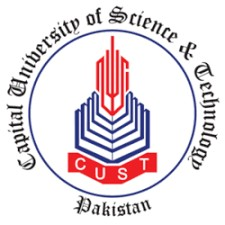 Capital University of Science & Technology
CUST
Pakistan